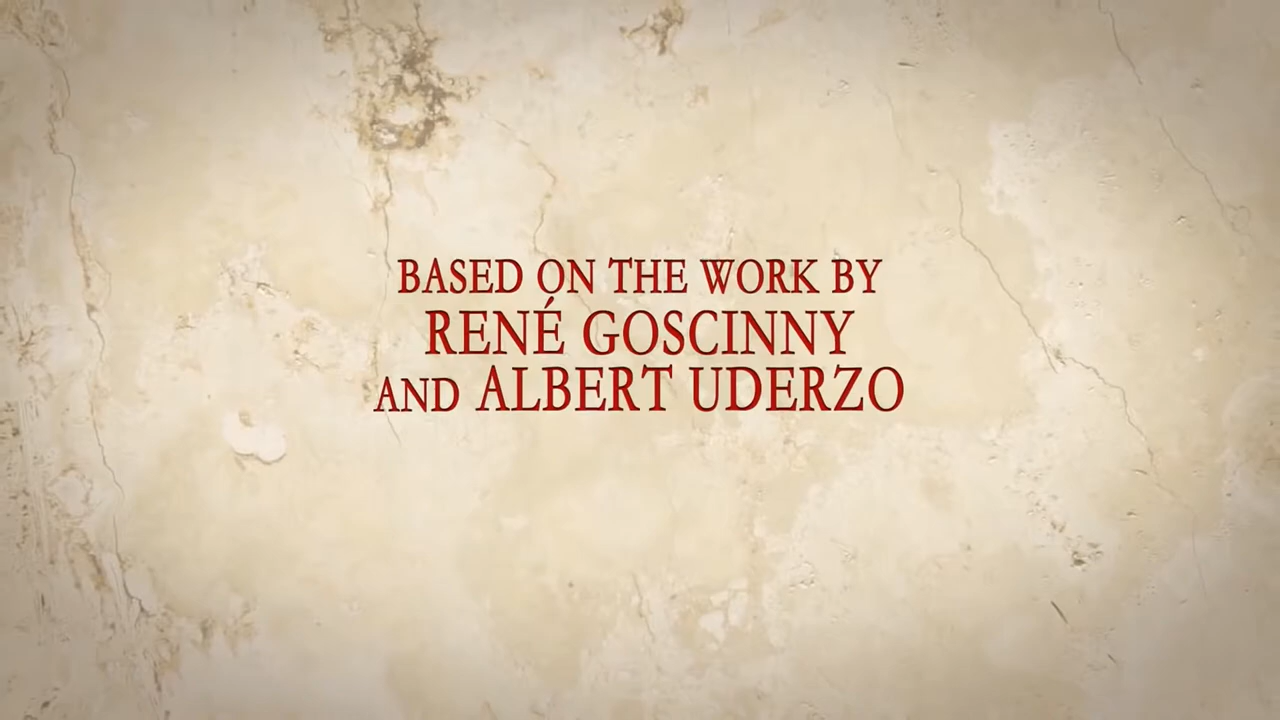 BASED ON THE WORK BY
RENÉ GOSCINNY
AND ALBERT UDERZO